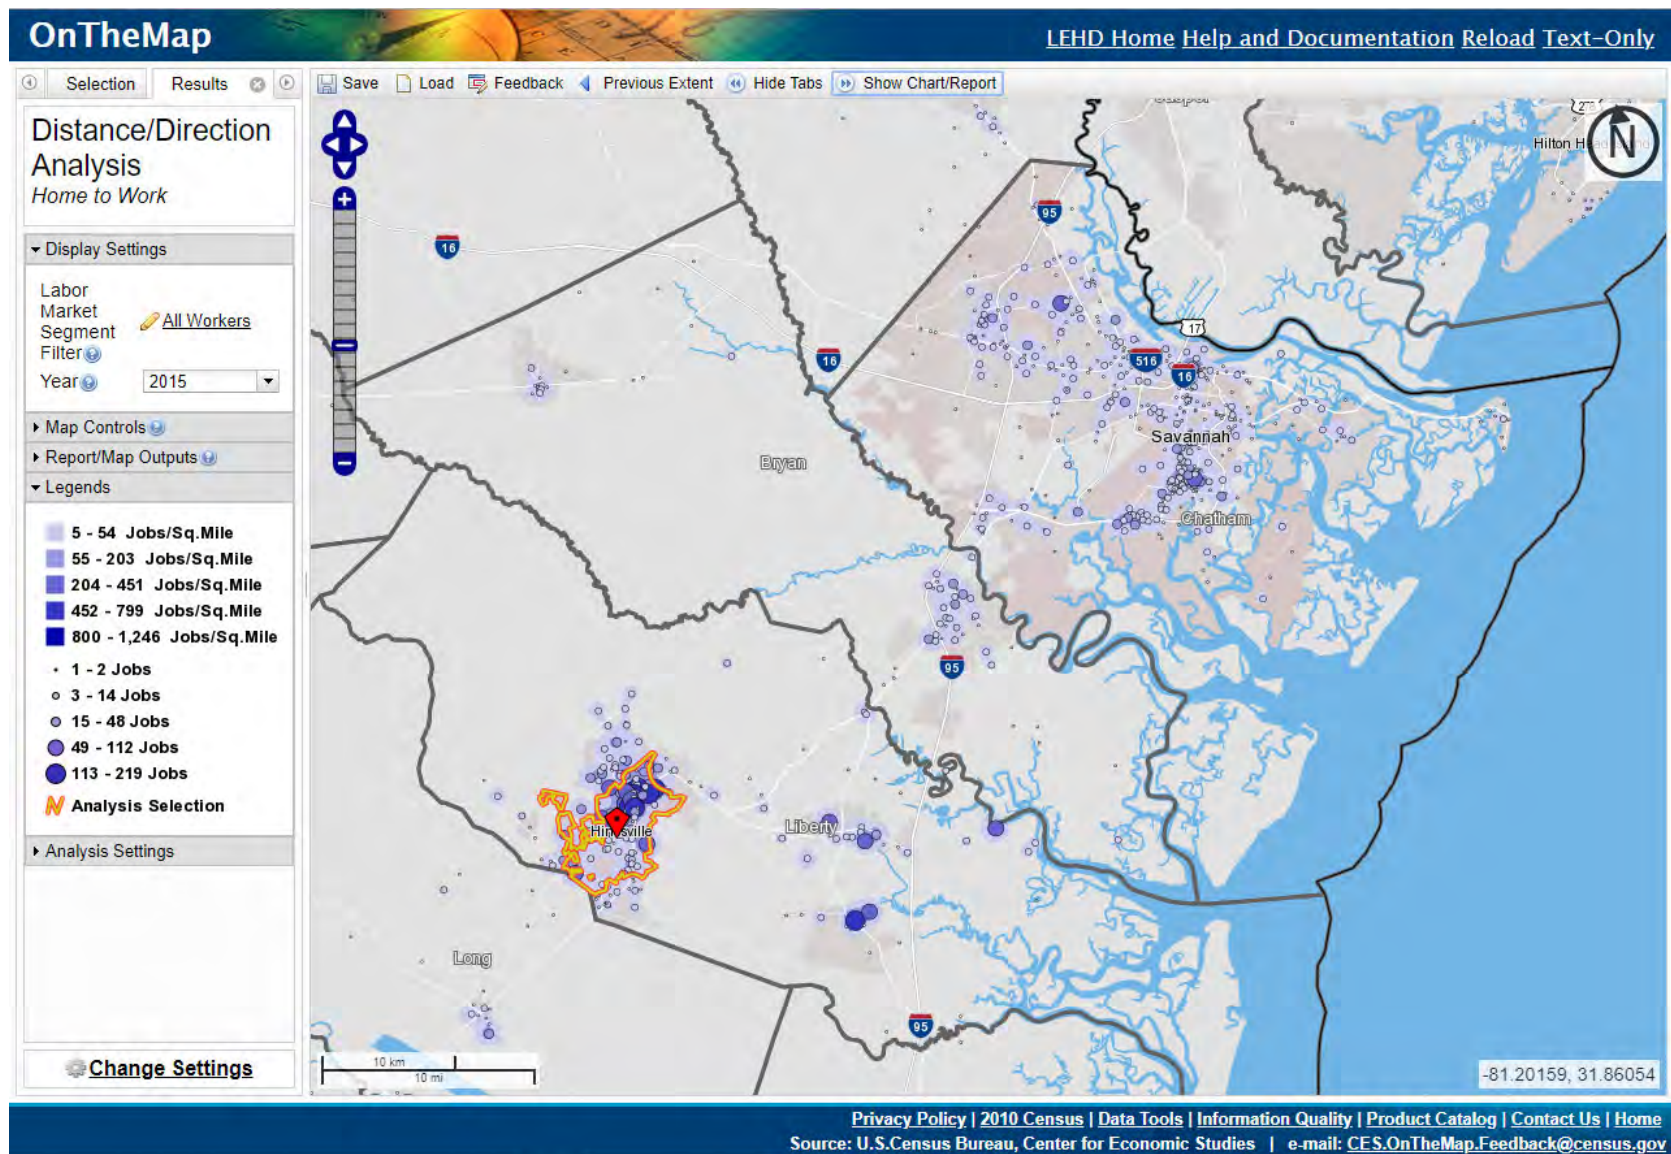 OnTheMap
LEHD Home Help and Documentation Reload Text-Only
Selection Results
Save Load Feedback Previous Extent Hide Tabs Show Chart/Report
Distance/Direction
Analysis
Home to Work
Display Settings
Labor
Market
Segment
Filter
All Workers
Year 2015
Map Controls
Report/Map Outputs
Legends
5 - 54 Jobs/Sq.Mile
55 - 203 Jobs/Sq.Mile
204 - 451 Jobs/Sq.Mile
452 - 799 Jobs/Sq.Mile
800 - 1,246 Jobs/Sq.Mile
1 - 2 Jobs
3 - 14 Jobs
15 - 48 Jobs
49 - 112 Jobs
113 - 219 Jobs
Analysis Selection
Analysis Settings
Change Settings
N
Hilton
95
16
17
16
516
16
Savannah
Bryan
Chatham
95
Liberty
Long
95
10 km
10 mi
-81.20159, 31.86054
Privacy Policy | 2010 Census | Data Tools | Information Quality | Product Catalog | Contact Us | Home
Source: U.S.Census Bureau, Center for Economic Studies | e-mail: CES.OnTheMap.Feedback@census.gov